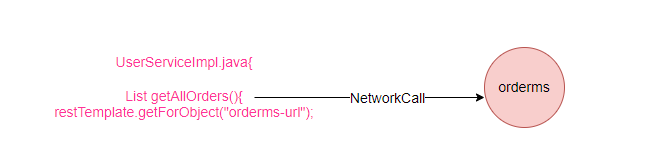 UserServiceImpl.java{
List getAllOrders(){
restTemplate.getForObject("orderms-url");
NetworkCall
orderms